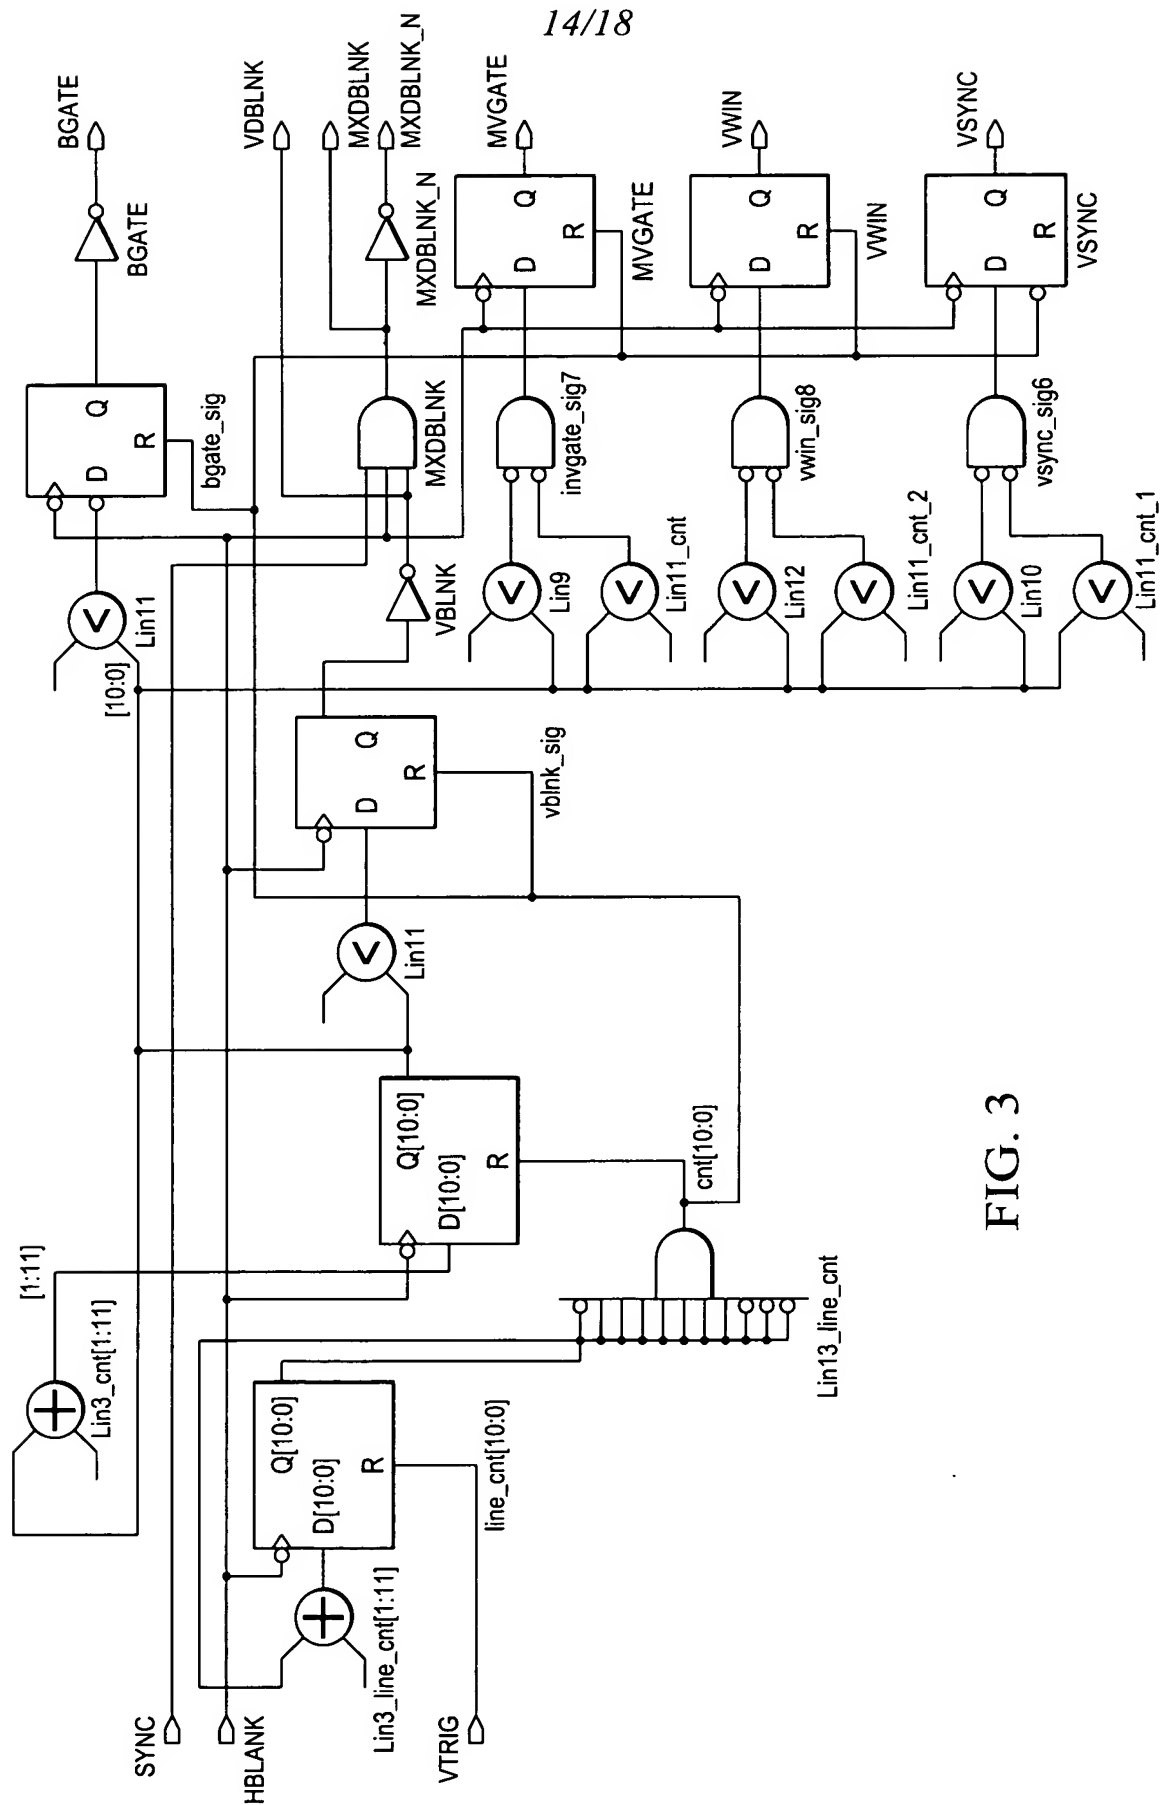 14/18
SYNC
HBLANK
VTRIG
Lin3_line_cnt[1:11]
Q[10:0]
D[10:0]
R
line_cnt[10:0]
Lin3_cnt[1:11]
[1:11]
Lin13_line_cnt
Q[10:0]
D[10:0]
R
cnt[10:0]
Lin11
D
Q
R
vblnk_sig
VBLNK
[10:0]
Lin11
D
Q
R
bgate_sig
BGATE
BGATE
VDBLNK
MXDBLNK
MXDBLNK
MXDBLNK_N
MXDBLNK_N
Lin9
Lin11_cnt
invgate_sig7
D
Q
R
MVGATE
MVGATE
Lin12
Lin11_cnt_2
vwin_sig8
D
Q
R
VWIN
VWIN
Lin10
Lin11_cnt_1
vsync_sig6
D
Q
R
VSYNC
VSYNC
FIG. 3